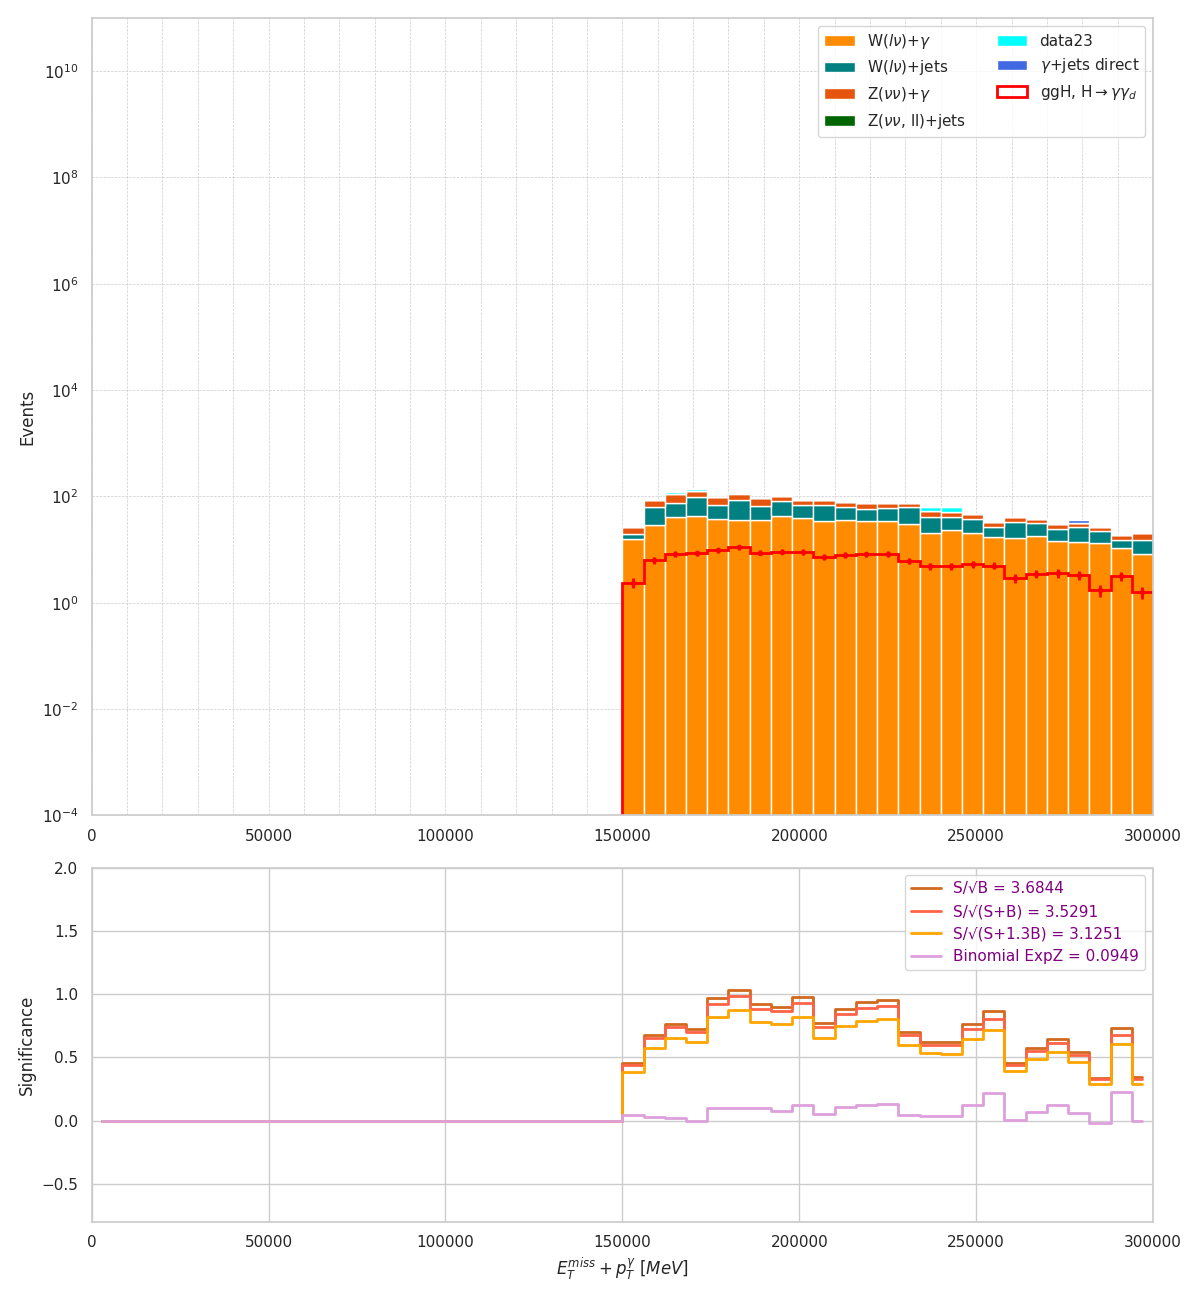 W(lν)+γ
W(lν)+jets
Z(νν)+γ
Z(νν, ll)+jets
data23
γ+jets direct
ggH, H→γγ_d
Events
10^10
10^8
10^6
10^4
10^2
10^0
10^−2
10^−4
0 50000 100000 150000 200000 250000 300000
S/√B = 3.6844
S/√(S+B) = 3.5291
S/√(S+1.3B) = 3.1251
Binomial ExpZ = 0.0949
Significance
2.0
1.5
1.0
0.5
0.0
−0.5
0 50000 100000 150000 200000 250000 300000
E_T^miss + p_T^γ [MeV]